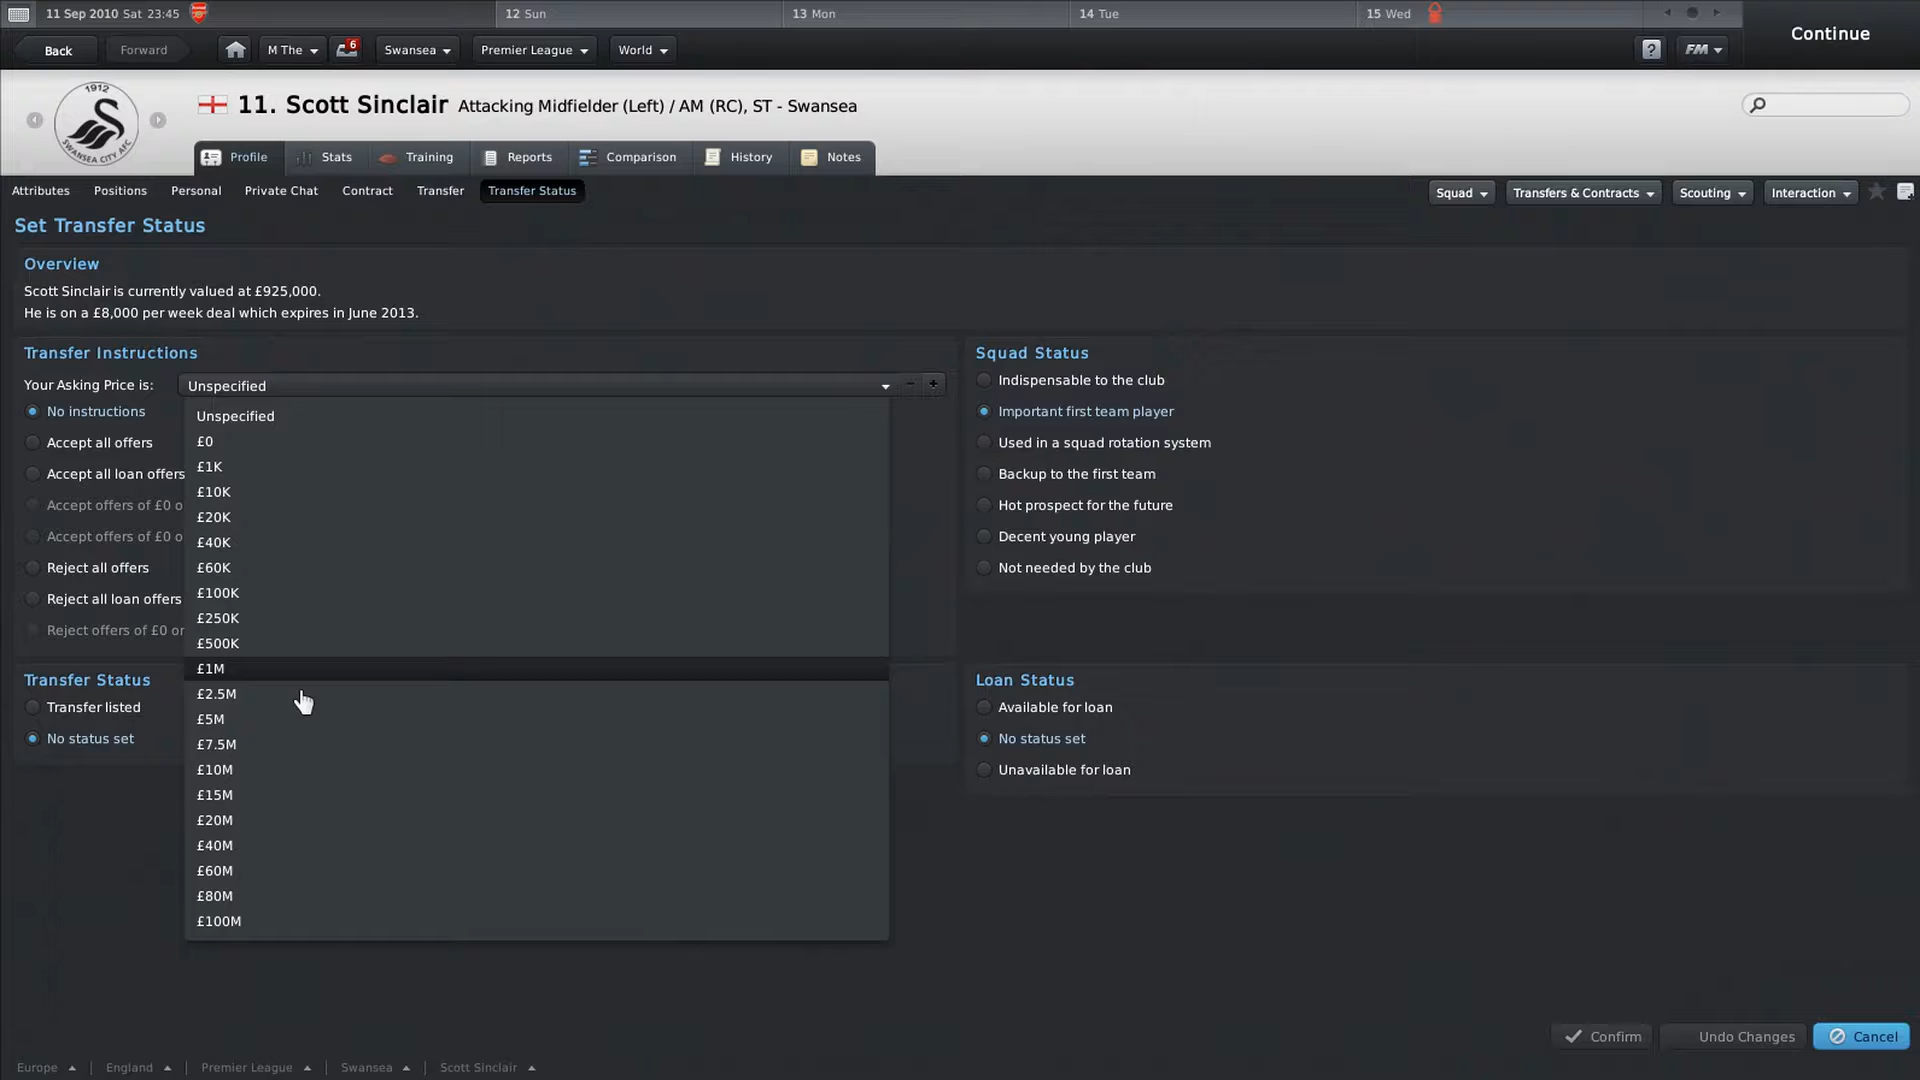 11 Sep 2010 Sat 23:45
12 Sun
13 Mon
14 Tue
15 Wed
Continue
Back
Forward
M The
6
Swansea
Premier League
World
?
FM
1912
SWANSEA CITY AFC
11. Scott Sinclair Attacking Midfielder (Left) / AM (RC), ST - Swansea
Profile
Stats
Training
Reports
Comparison
History
Notes
Attributes
Positions
Personal
Private Chat
Contract
Transfer
Transfer Status
Squad
Transfers & Contracts
Scouting
Interaction
Set Transfer Status
Overview
Scott Sinclair is currently valued at £925,000.
He is on a £8,000 per week deal which expires in June 2013.
Transfer Instructions
Your Asking Price is:
Unspecified
No instructions
Accept all offers
Accept all loan offers
Accept offers of £0 o
Accept offers of £0 o
Reject all offers
Reject all loan offers
Reject offers of £0 or
Unspecified
£0
£1K
£10K
£20K
£40K
£60K
£100K
£250K
£500K
£1M
£2.5M
£5M
£7.5M
£10M
£15M
£20M
£40M
£60M
£80M
£100M
Transfer Status
Transfer listed
No status set
Squad Status
Indispensable to the club
Important first team player
Used in a squad rotation system
Backup to the first team
Hot prospect for the future
Decent young player
Not needed by the club
Loan Status
Available for loan
No status set
Unavailable for loan
Confirm
Undo Changes
Cancel
Europe
England
Premier League
Swansea
Scott Sinclair